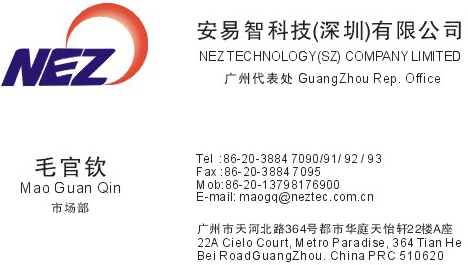 NEZ
安易智科技(深圳)有限公司
NEZ TECHNOLOGY(SZ) COMPANY LIMITED
广州代表处 GuangZhou Rep. Office
毛官钦
Mao Guan Qin
市场部
Tel :86-20-3884 7090/91/92/93
Fax:86-20-3884 7095
Mob:86-20-13798176900
E-mail: maogq@neztec.com.cn
广州市天河北路364号都市华庭天怡轩22楼A座
22A Cielo Court, Metro Paradise, 364 Tian He
Bei RoadGuangZhou. China PRC 510620